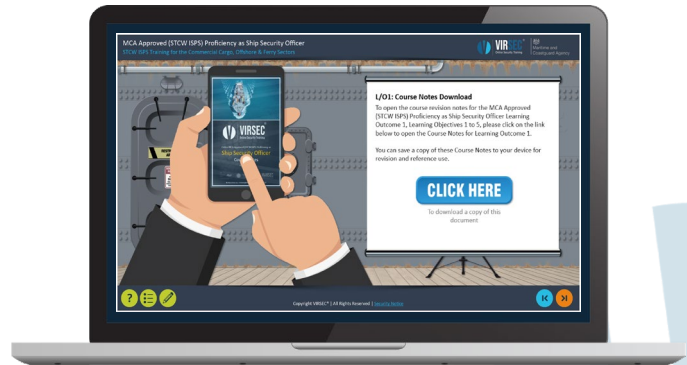 MCA Approved (STCW ISPS) Proficiency as Ship Security Officer
STCW ISPS Training for the Commercial Cargo, Offshore & Ferry Sectors
VIRSEC
Maritime and
Coastguard Agency
VIRSEC
Ship Security Officer
L/O1: Course Notes Download
To open the course revision notes for the MCA Approved
(STCW ISPS) Proficiency as Ship Security Officer Learning
Outcome 1, Learning Objectives 1 to 5, please click on the link
below to open the Course Notes for Learning Outcome 1.
You can save a copy of these Course Notes to your device for
revision and reference use.
CLICK HERE
To download a copy of this
document
?
Copyright VIRSEC® | All Rights Reserved | Security Notice